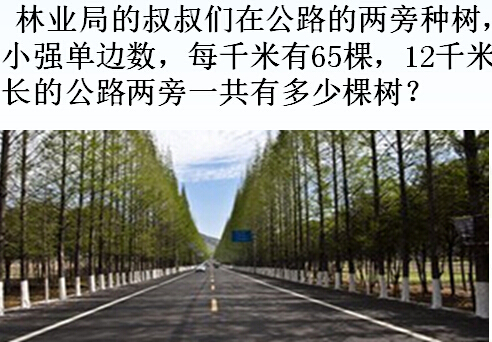 林业局的叔叔们在公路的两旁种树，
小强单边数，每千米有65棵，12千米
长的公路两旁一共有多少棵树？